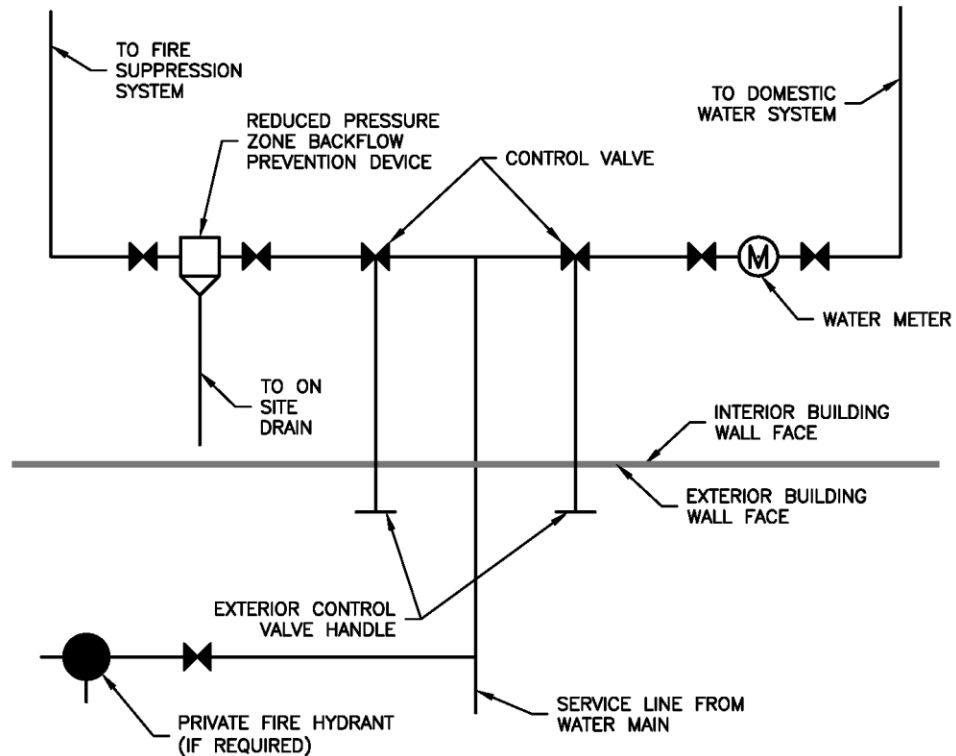 TO FIRE
SUPPRESSION
SYSTEM
REDUCED PRESSURE
ZONE BACKFLOW
PREVENTION DEVICE
CONTROL VALVE
TO DOMESTIC
WATER SYSTEM
M
WATER METER
TO ON
SITE
DRAIN
INTERIOR BUILDING
WALL FACE
EXTERIOR BUILDING
WALL FACE
EXTERIOR CONTROL
VALVE HANDLE
PRIVATE FIRE HYDRANT
(IF REQUIRED)
SERVICE LINE FROM
WATER MAIN